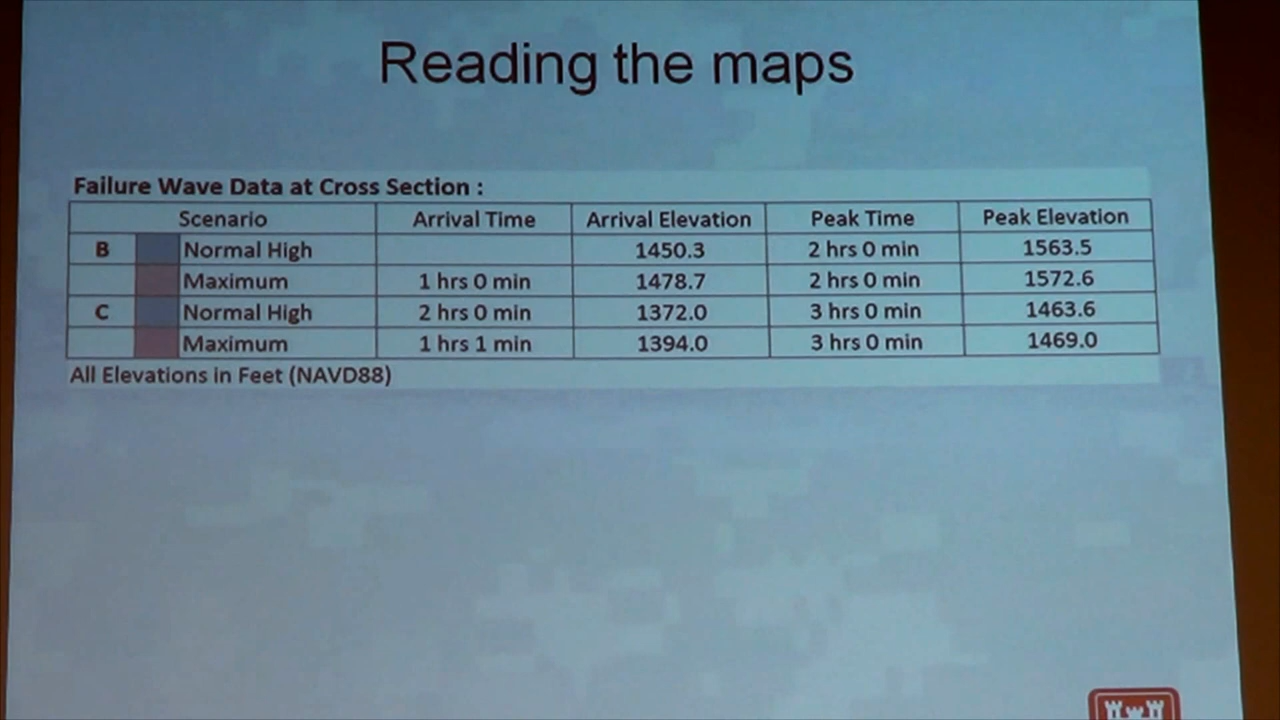 Reading the maps
Failure Wave Data at Cross Section :
Scenario Arrival Time Arrival Elevation Peak Time Peak Elevation
B Normal High 1450.3 2 hrs 0 min 1563.5
Maximum 1 hrs 0 min 1478.7 2 hrs 0 min 1572.6
C Normal High 2 hrs 0 min 1372.0 3 hrs 0 min 1463.6
Maximum 1 hrs 1 min 1394.0 3 hrs 0 min 1469.0
All Elevations in Feet (NAVD88)